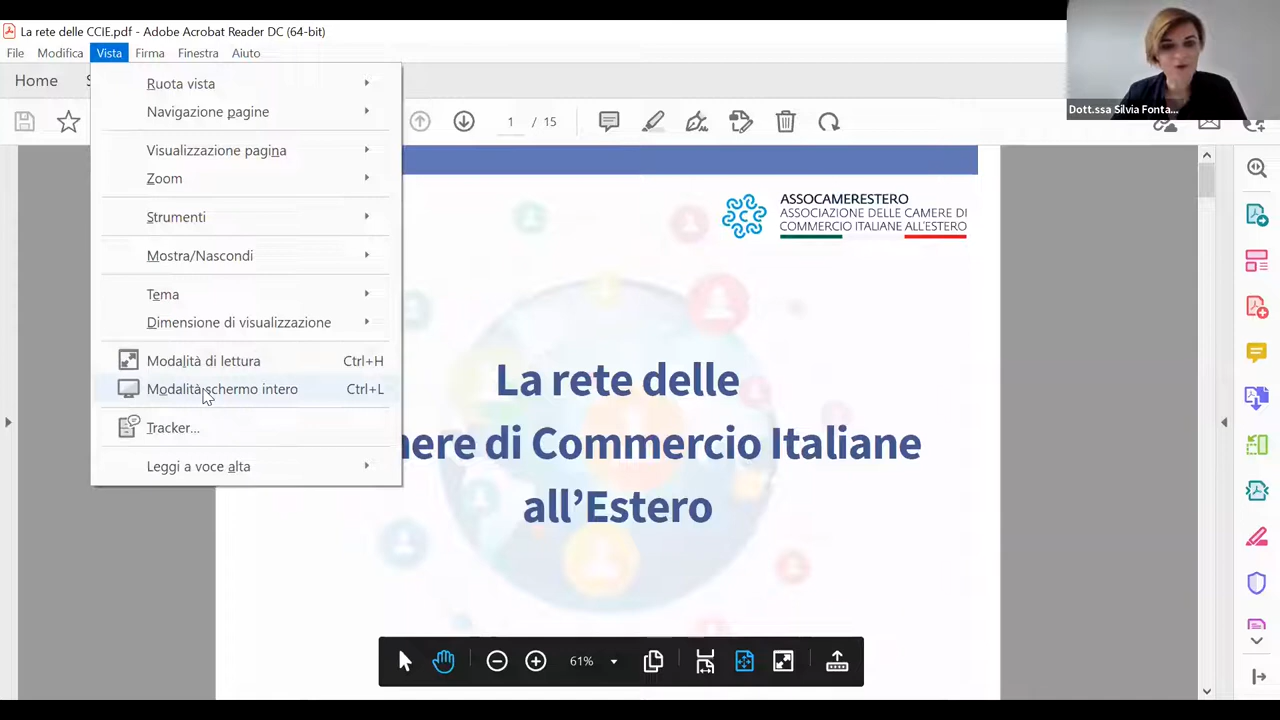 La rete delle CCIE.pdf - Adobe Acrobat Reader DC (64-bit)
File Modifica Vista Firma Finestra Aiuto
Home
Ruota vista
Navigazione pagine
Visualizzazione pagina
Zoom
Strumenti
Mostra/Nascondi
Tema
Dimensione di visualizzazione
Modalità di lettura Ctrl+H
Modalità schermo intero Ctrl+L
Tracker...
Leggi a voce alta
1 / 15
Dott.ssa Silvia Fonta...
ASSOCAMERESTERO
ASSOCIAZIONE DELLE CAMERE DI
COMMERCIO ITALIANE ALL'ESTERO
La rete delle
nere di Commercio Italiane
all’Estero
61%